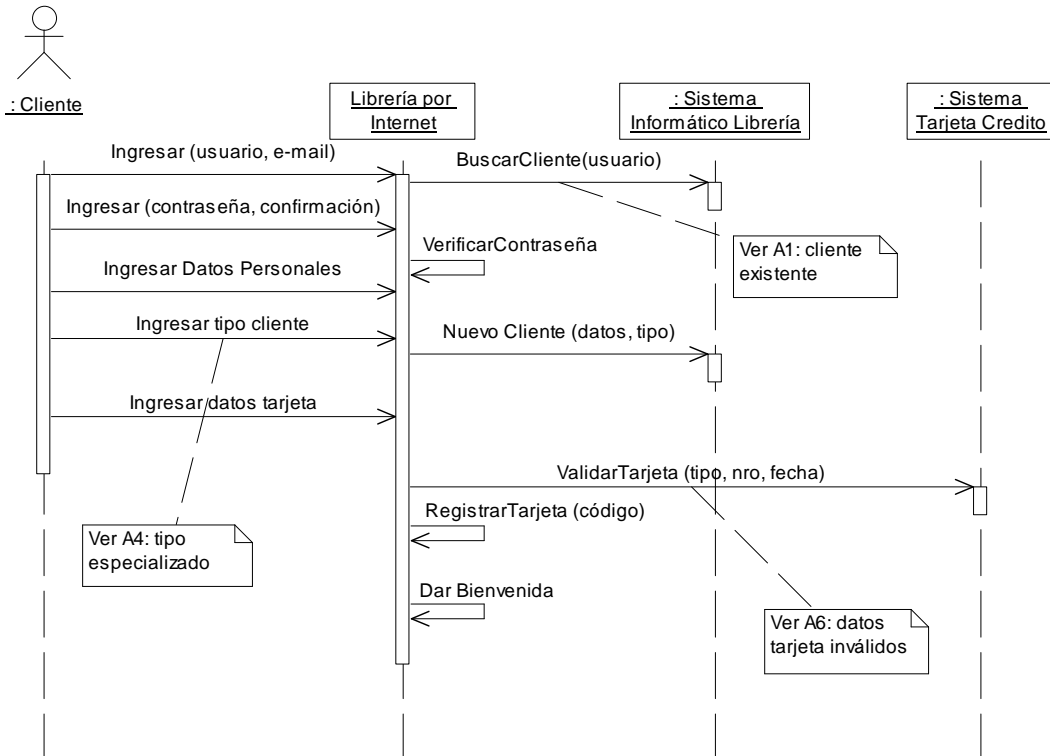 : Cliente
Librería por
Internet
: Sistema
Informático Librería
: Sistema
Tarjeta Credito
Ingresar (usuario, e-mail)
BuscarCliente(usuario)
Ingresar (contraseña, confirmación)
VerificarContraseña
Ver A1: cliente
existente
Ingresar Datos Personales
Ingresar tipo cliente
Nuevo Cliente (datos, tipo)
Ingresar datos tarjeta
ValidarTarjeta (tipo, nro, fecha)
RegistrarTarjeta (código)
Ver A4: tipo
especializado
Dar Bienvenida
Ver A6: datos
tarjeta inválidos